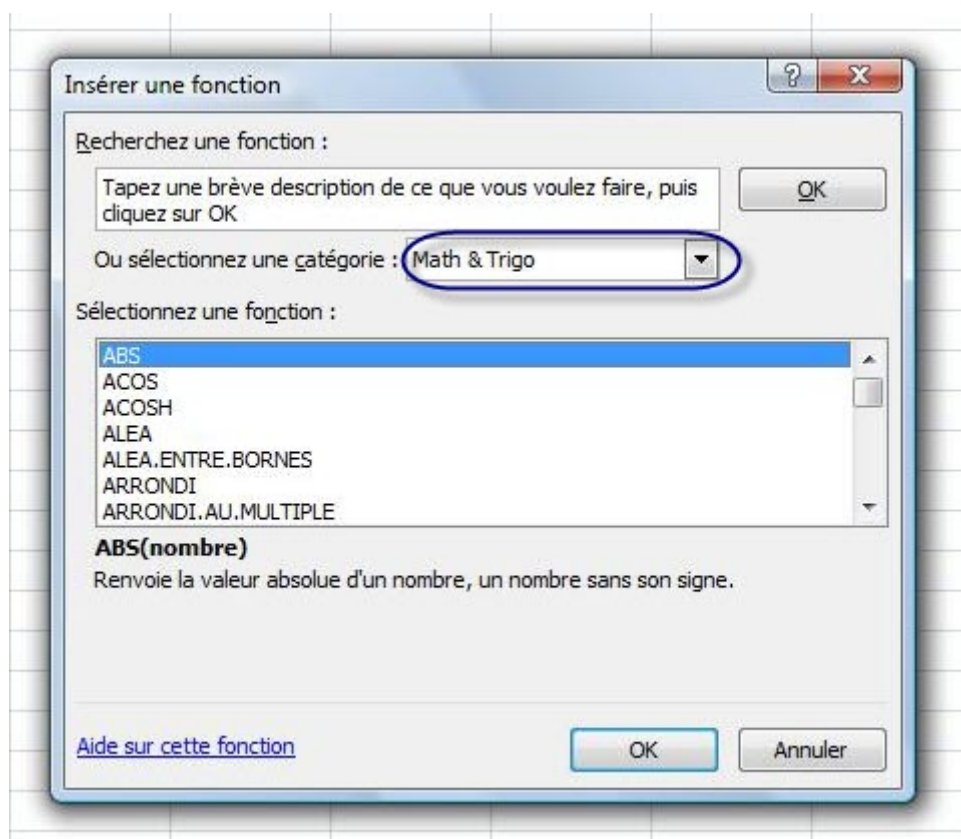 Insérer une fonction
Recherchez une fonction :
Tapez une brève description de ce que vous voulez faire, puis
cliquez sur OK
OK
Ou sélectionnez une catégorie :
Math & Trigo
Sélectionnez une fonction :
ABS
ACOS
ACOSH
ALEA
ALEA.ENTRE.BORNES
ARRONDI
ARRONDI.AU.MULTIPLE
ABS(nombre)
Renvoie la valeur absolue d'un nombre, un nombre sans son signe.
Aide sur cette fonction
OK
Annuler